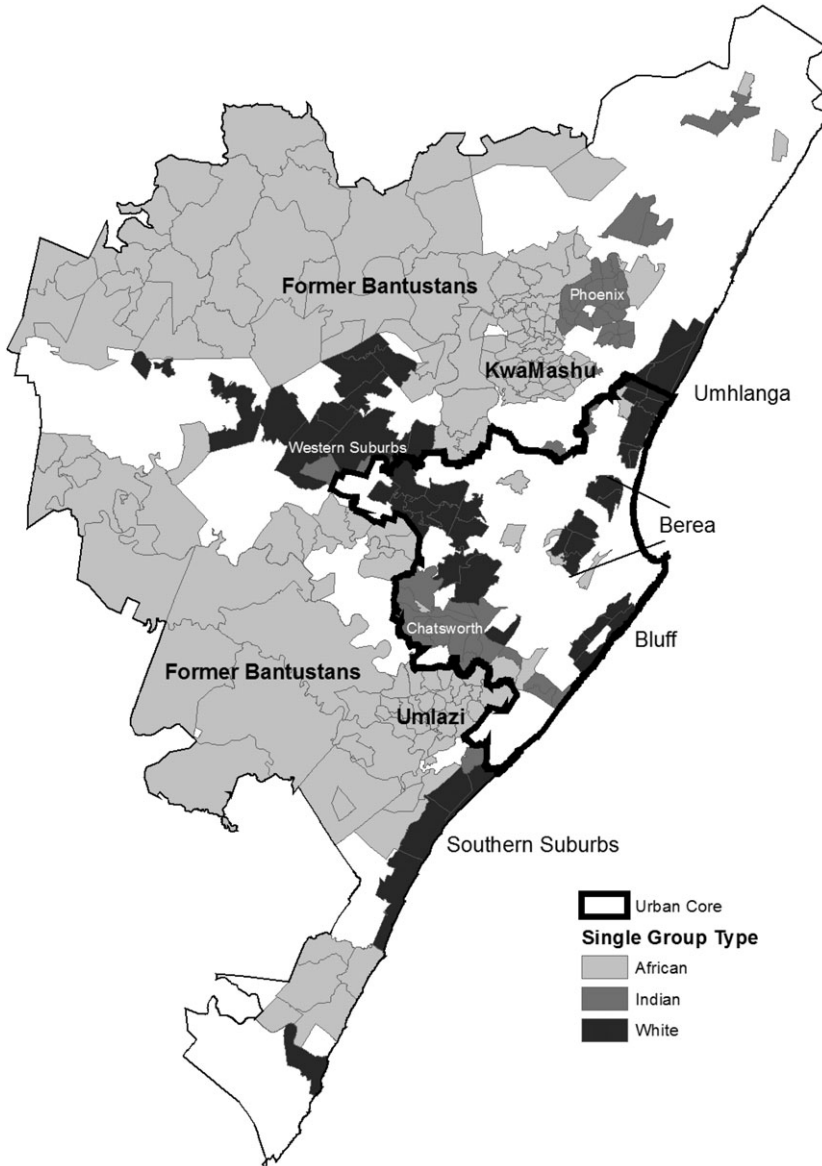 Former Bantustans
Phoenix
KwaMashu
Umhlanga
Western Suburbs
Berea
Chatsworth
Bluff
Former Bantustans
Umlazi
Southern Suburbs
Urban Core
Single Group Type
African
Indian
White